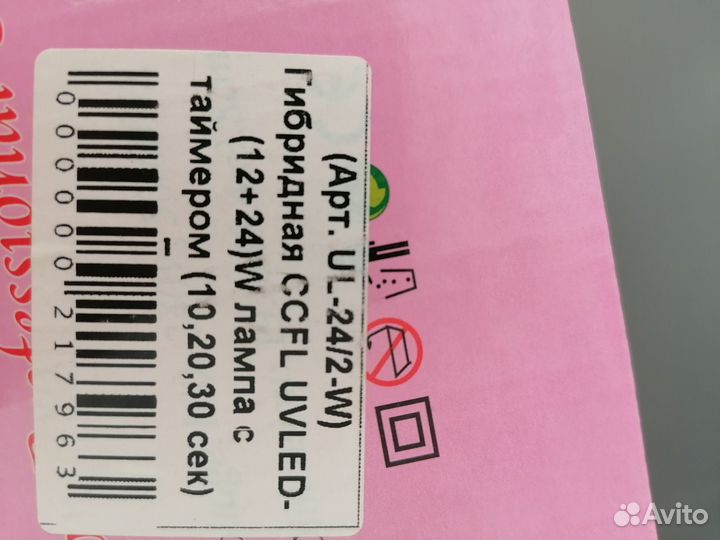 (Арт. UL-24/2-W)
Гибридная CCFL UVLED-
(12+24)W лампа с
таймером (10,20,30 сек)
0000000217963
Avito